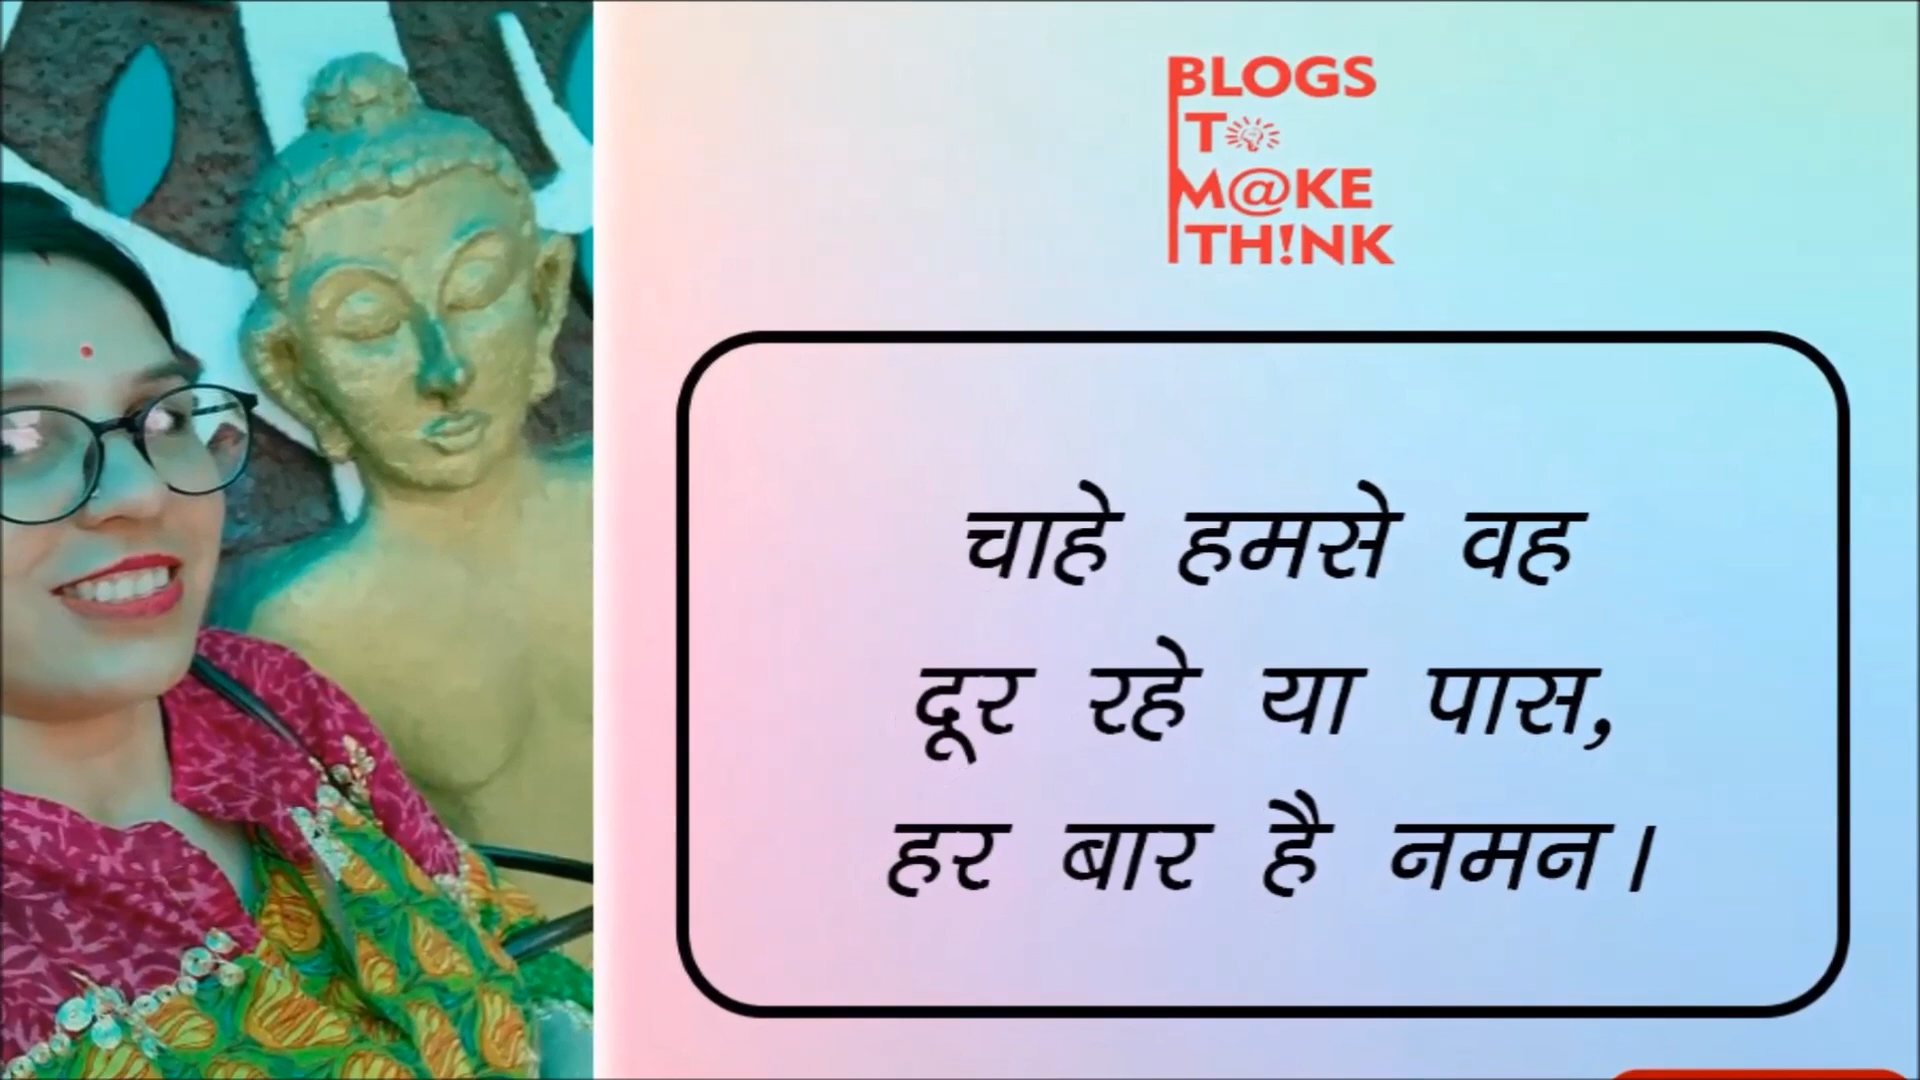 BLOGS
TO
M@KE
TH!NK
चाहे हमसे वह
दूर रहे या पास,
हर बार है नमन।